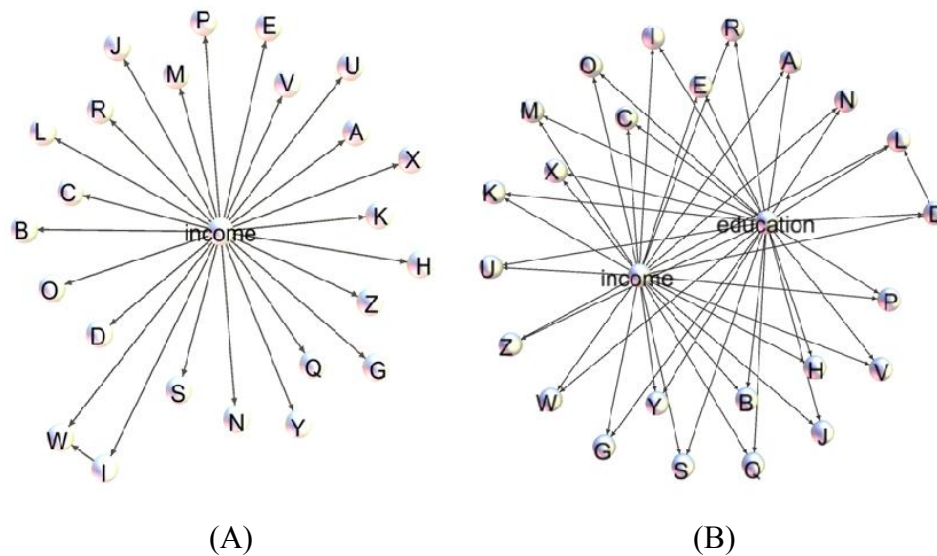 P
E
J
M
V
U
R
L
A
X
C
K
B
income
H
O
Z
D
Q
G
S
N
Y
W
I
(A)
I
R
O
A
E
M
N
C
L
X
K
D
education
U
income
P
Z
H
V
W
Y
B
J
G
S
Q
(B)